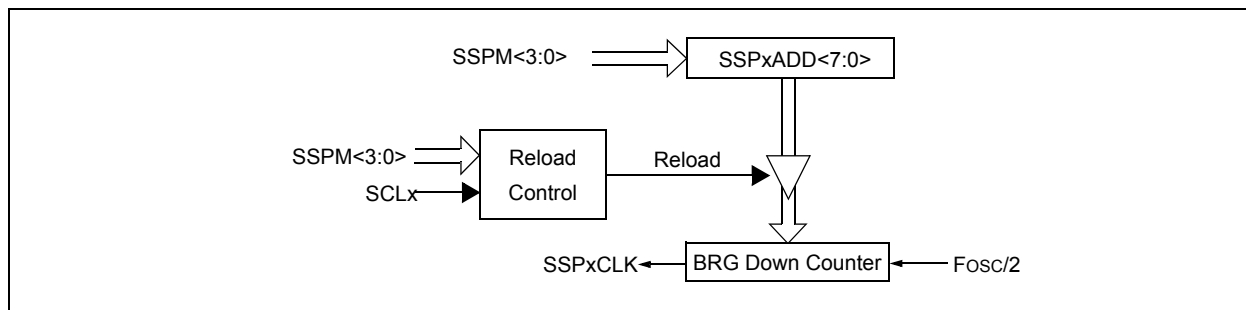 SSPM<3:0>
SSPxADD<7:0>
SSPM<3:0>
SCLx
Reload
Control
Reload
SSPxCLK
BRG Down Counter
FOSC/2